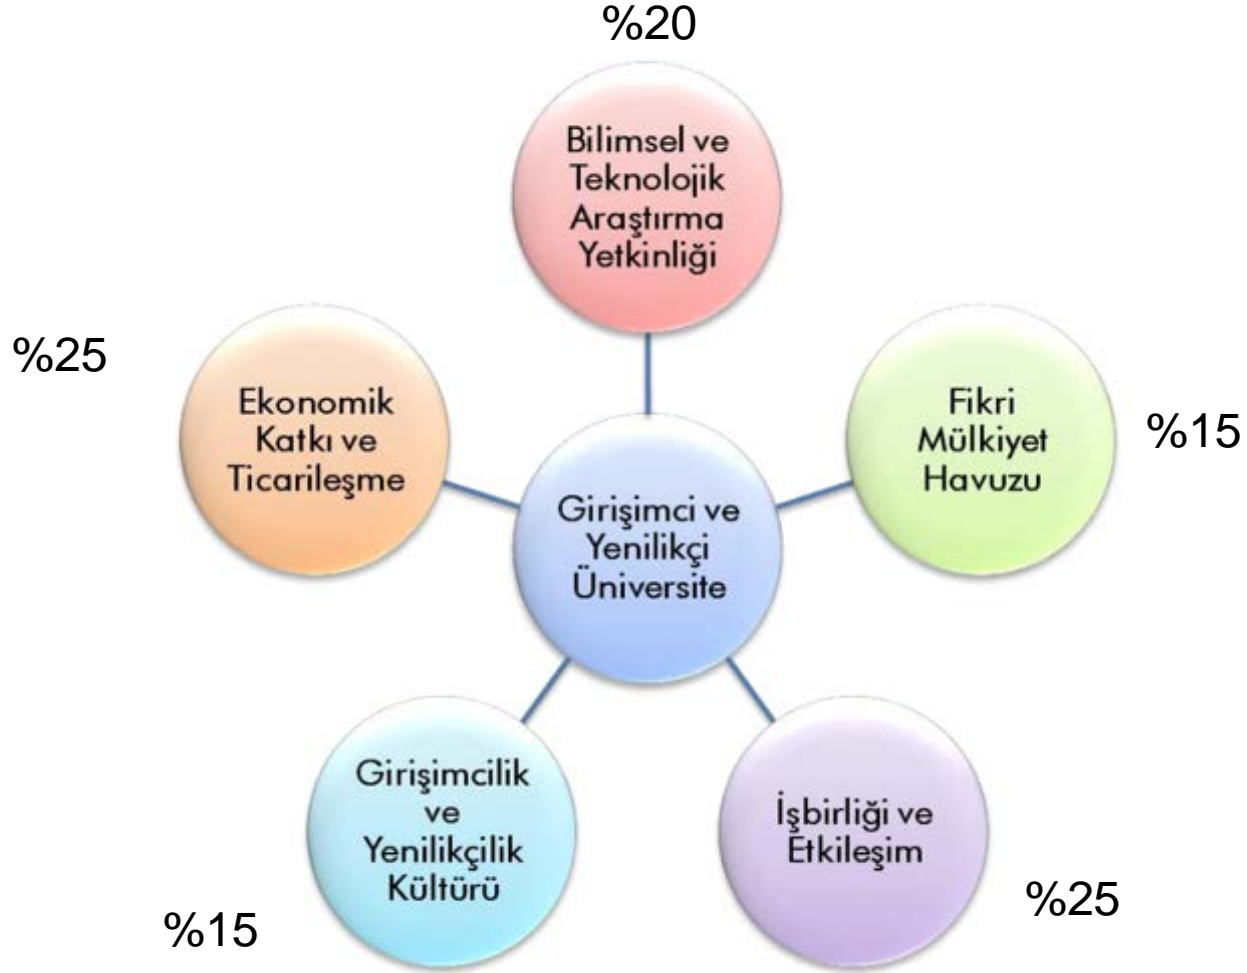 %20
Bilimsel ve
Teknolojik
Araştırma
Yetkinliği
%25
Ekonomik
Katkı ve
Ticarileşme
Fikri
Mülkiyet
Havuzu
%15
Girişimci ve
Yenilikçi
Üniversite
Girişimcilik
ve
Yenilikçilik
Kültürü
%15
İşbirliği ve
Etkileşim
%25